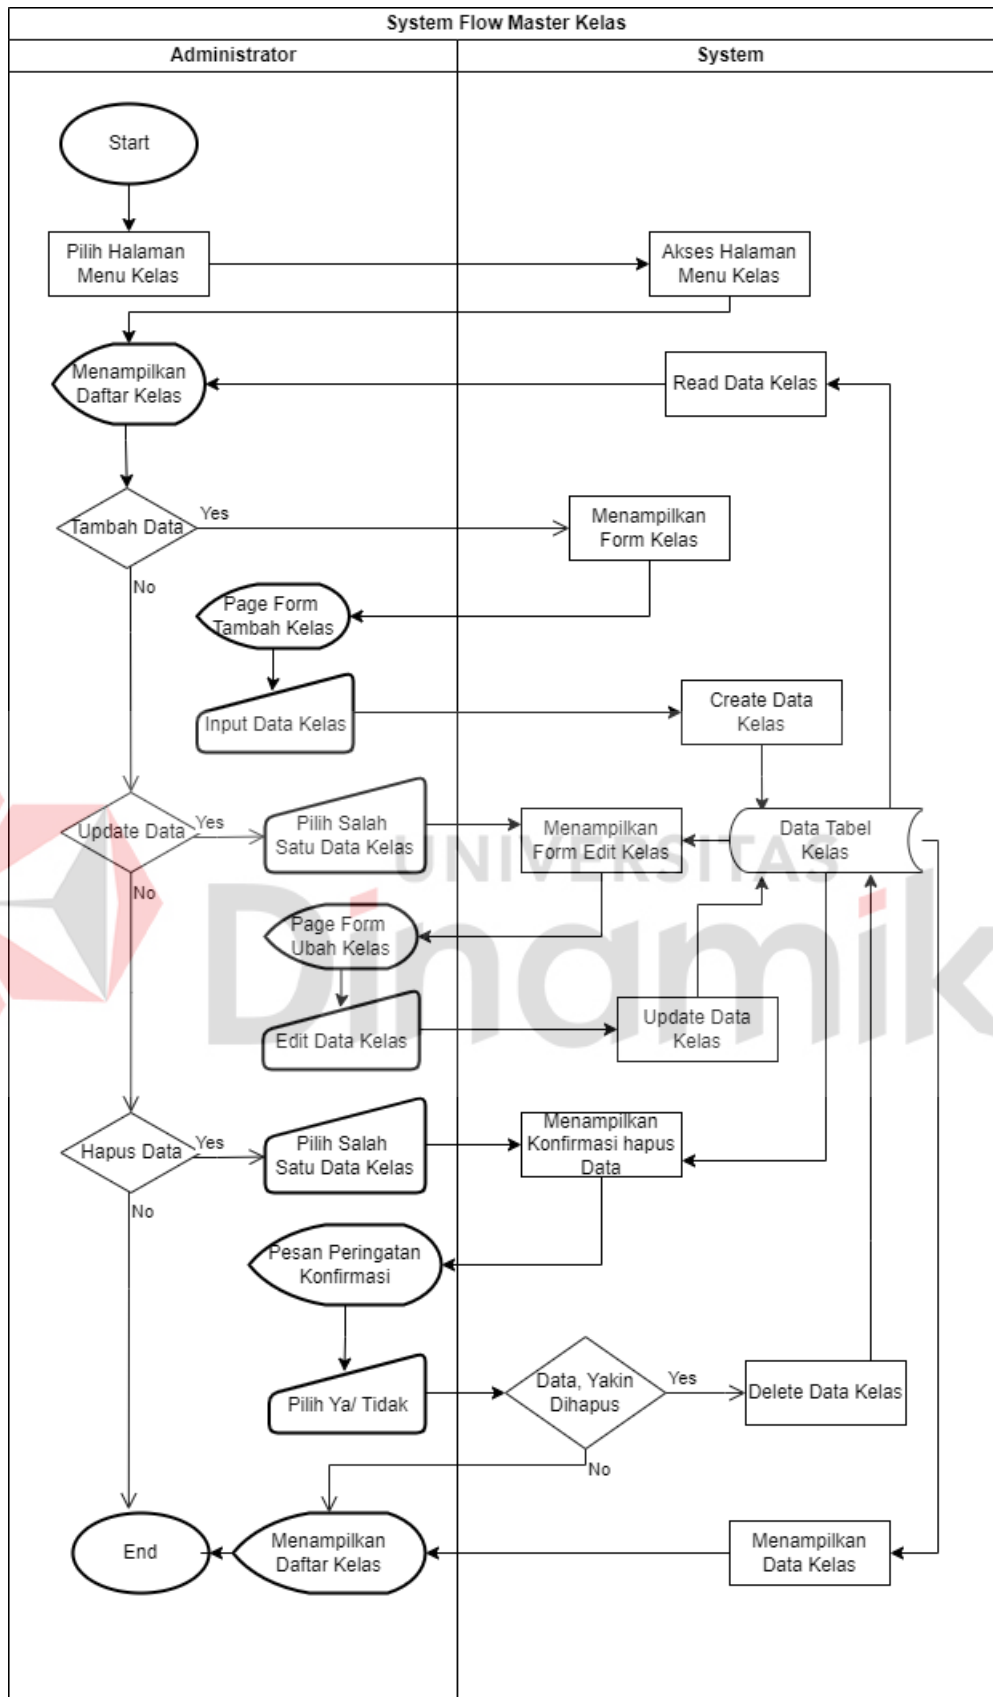 System Flow Master Kelas
Administrator
System
Start
Pilih Halaman
Menu Kelas
Akses Halaman
Menu Kelas
Menampilkan
Daftar Kelas
Read Data Kelas
Tambah Data
Yes
Menampilkan
Form Kelas
No
Page Form
Tambah Kelas
Input Data Kelas
Create Data
Kelas
Update Data
Yes
Pilih Salah
Satu Data Kelas
Menampilkan
Form Edit Kelas
Data Tabel
Kelas
UNIVERSITAS
Dinamik
No
Page Form
Ubah Kelas
Edit Data Kelas
Update Data
Kelas
Hapus Data
Yes
Pilih Salah
Satu Data Kelas
Menampilkan
Konfirmasi hapus
Data
No
Pesan Peringatan
Konfirmasi
Pilih Ya/ Tidak
Data, Yakin
Dihapus
Yes
Delete Data Kelas
No
End
Menampilkan
Daftar Kelas
Menampilkan
Data Kelas